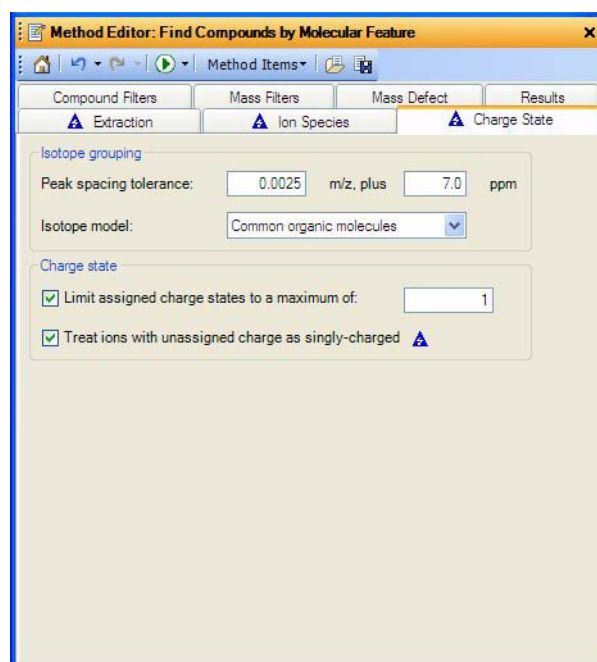 Method Editor: Find Compounds by Molecular Feature
Method Items
Compound Filters Mass Filters Mass Defect Results
Extraction Ion Species Charge State
Isotope grouping
Peak spacing tolerance: 0.0025 m/z, plus 7.0 ppm
Isotope model: Common organic molecules
Charge state
Limit assigned charge states to a maximum of: 1
Treat ions with unassigned charge as singly-charged